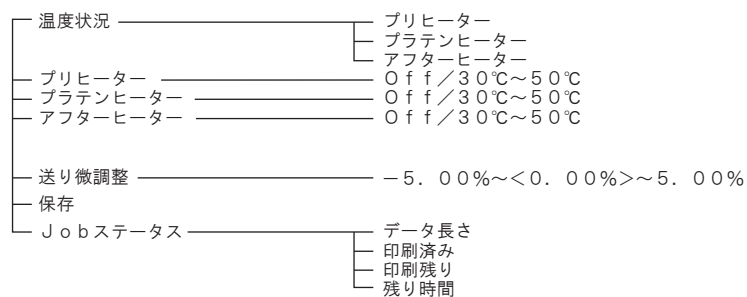 温度状況 プリヒーター
プラテンヒーター
アフターヒーター
プリヒーター Ｏｆｆ／３０℃～５０℃
プラテンヒーター Ｏｆｆ／３０℃～５０℃
アフターヒーター Ｏｆｆ／３０℃～５０℃
送り微調整 －５．００％～<０．００％>～５．００％
保存
Ｊｏｂステータス データ長さ
印刷済み
印刷残り
残り時間